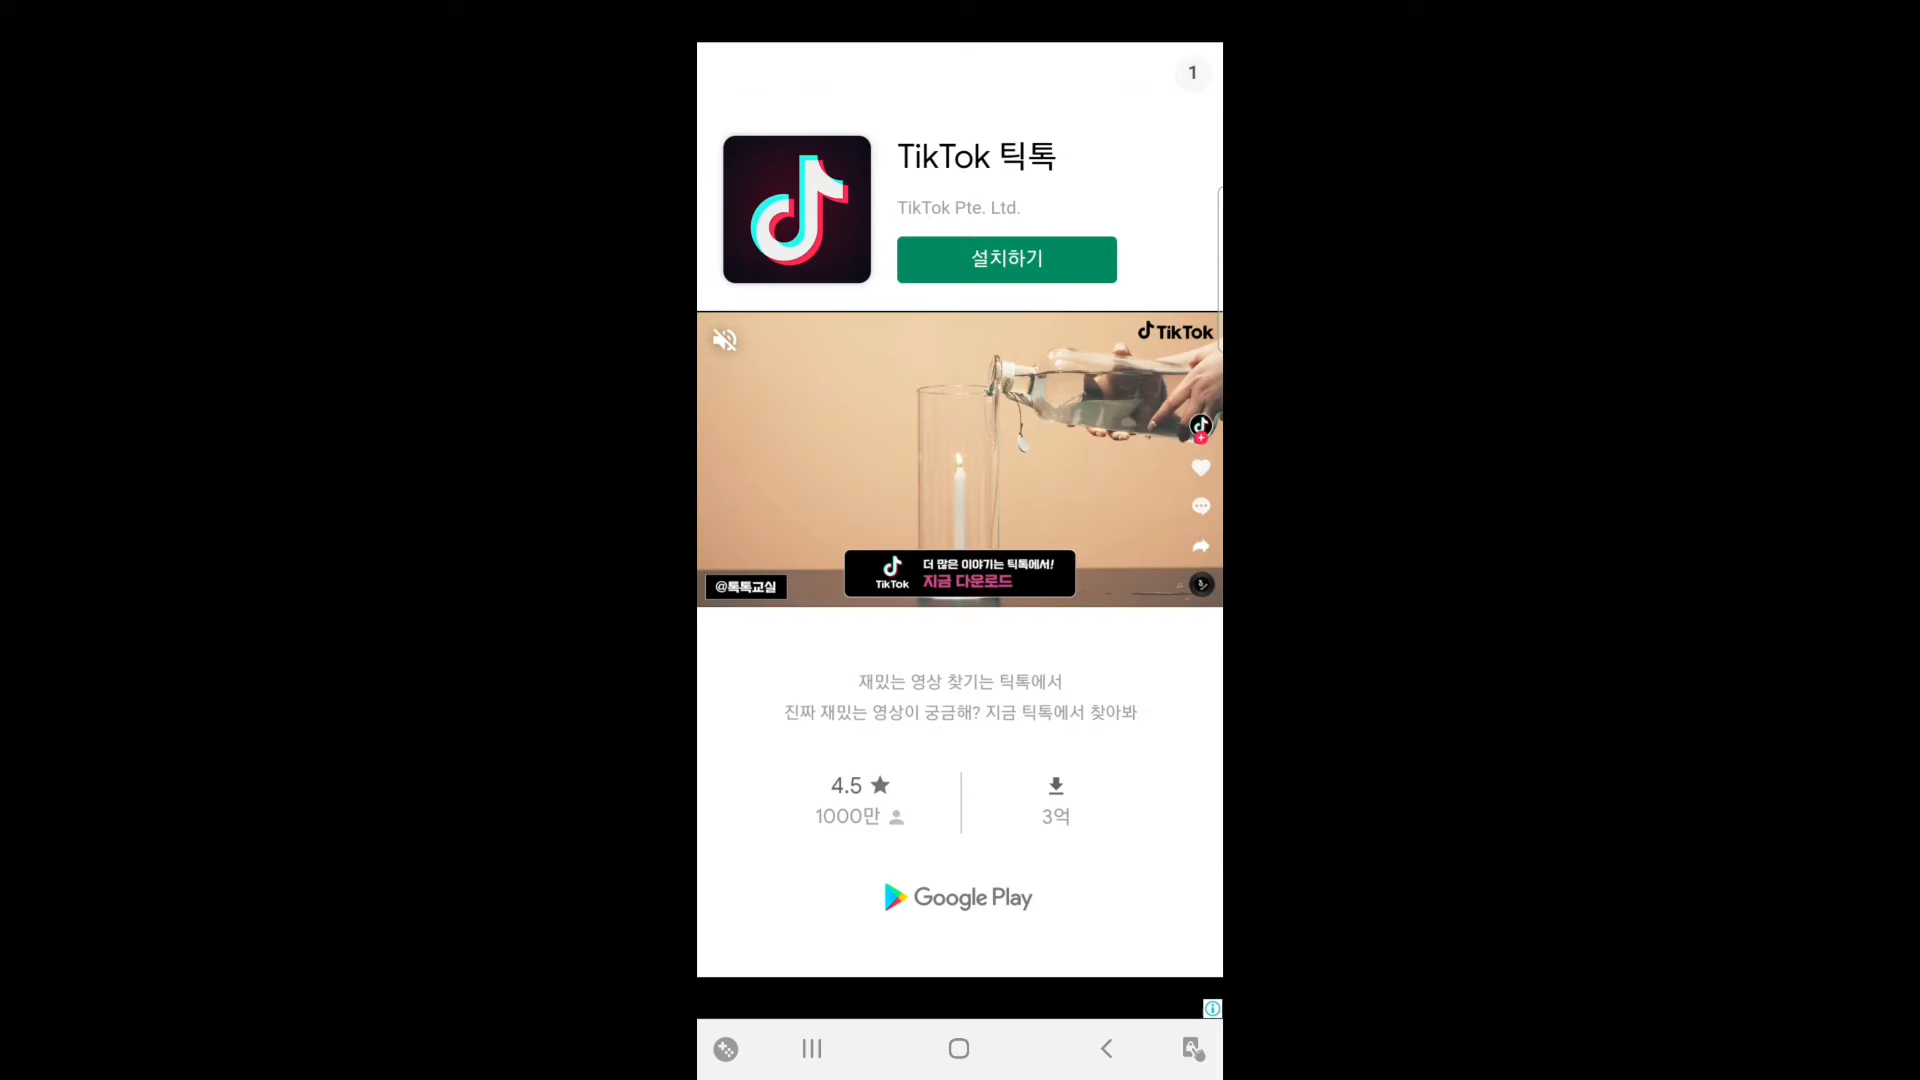 1
TikTok 틱톡
TikTok Pte. Ltd.
설치하기
TikTok
더 많은 이야기는 틱톡에서!
TikTok 지금 다운로드
@톡톡교실
재밌는 영상 찾기는 틱톡에서
진짜 재밌는 영상이 궁금해? 지금 틱톡에서 찾아봐
4.5
1000만
3억
Google Play